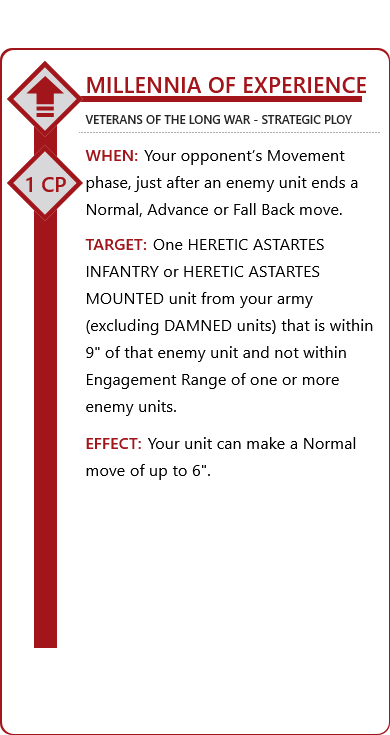 MILLENNIA OF EXPERIENCE
VETERANS OF THE LONG WAR - STRATEGIC PLOY
1 CP
WHEN: Your opponent’s Movement
phase, just after an enemy unit ends a
Normal, Advance or Fall Back move.
TARGET: One HERETIC ASTARTES
INFANTRY or HERETIC ASTARTES
MOUNTED unit from your army
(excluding DAMNED units) that is within
9" of that enemy unit and not within
Engagement Range of one or more
enemy units.
EFFECT: Your unit can make a Normal
move of up to 6".